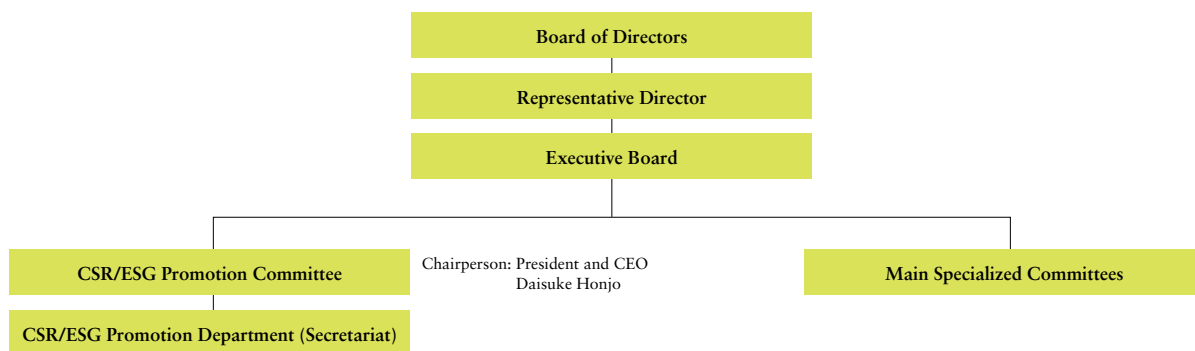 Board of Directors
Representative Director
Executive Board
CSR/ESG Promotion Committee
Chairperson: President and CEO
Daisuke Honjo
Main Specialized Committees
CSR/ESG Promotion Department (Secretariat)